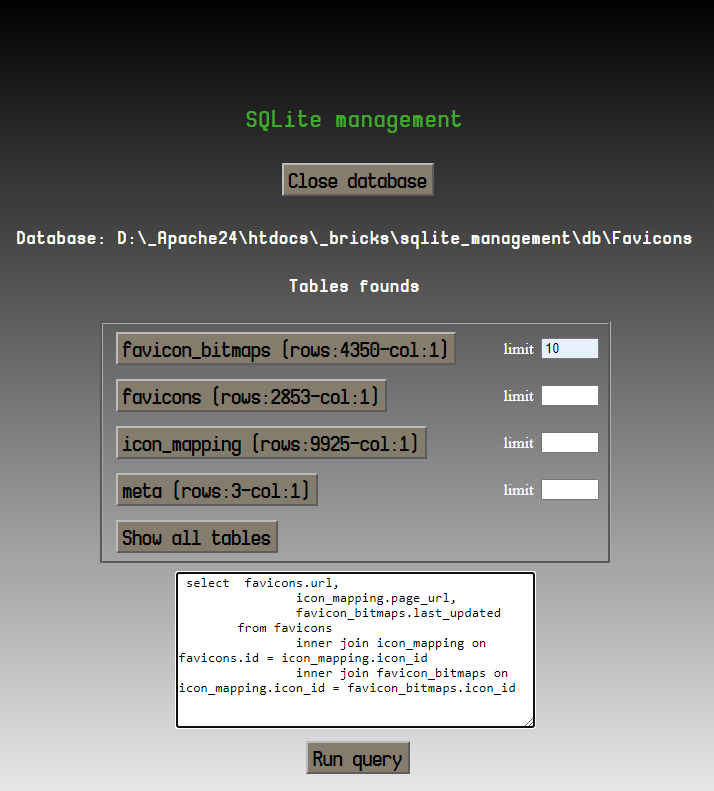 SQLite management
Close database
Database: D:\_Apache24\htdocs\_bricks\sqlite_management\db\Favicons
Tables founds
favicon_bitmaps (rows:4350-col:1) limit 10
favicons (rows:2853-col:1) limit
icon_mapping (rows:9925-col:1) limit
meta (rows:3-col:1) limit
Show all tables
select  favicons.url,
icon_mapping.page_url,
favicon_bitmaps.last_updated
from favicons
inner join icon_mapping on
favicons.id = icon_mapping.icon_id
inner join favicon_bitmaps on
icon_mapping.icon_id = favicon_bitmaps.icon_id
Run query